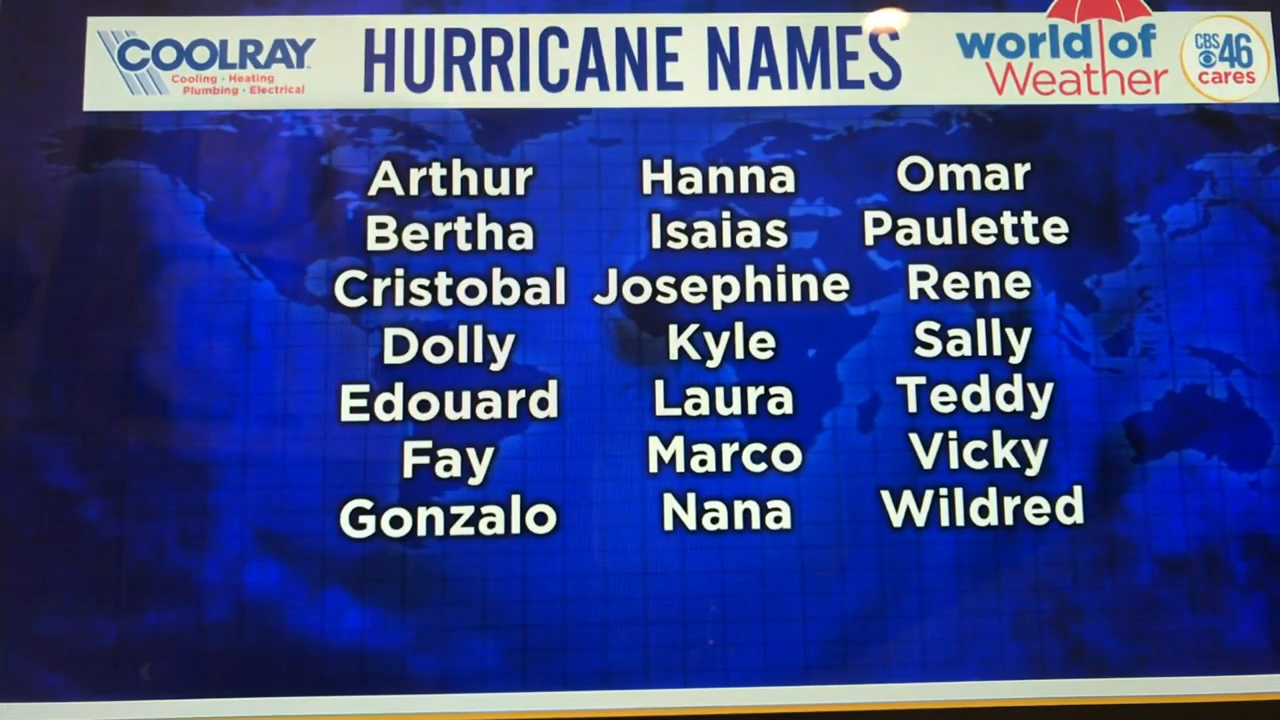 COOLRAY
Cooling · Heating
Plumbing · Electrical
HURRICANE NAMES
world of
Weather
CBS
46
cares
Arthur
Bertha
Cristobal
Dolly
Edouard
Fay
Gonzalo
Hanna
Isaias
Josephine
Kyle
Laura
Marco
Nana
Omar
Paulette
Rene
Sally
Teddy
Vicky
Wildred